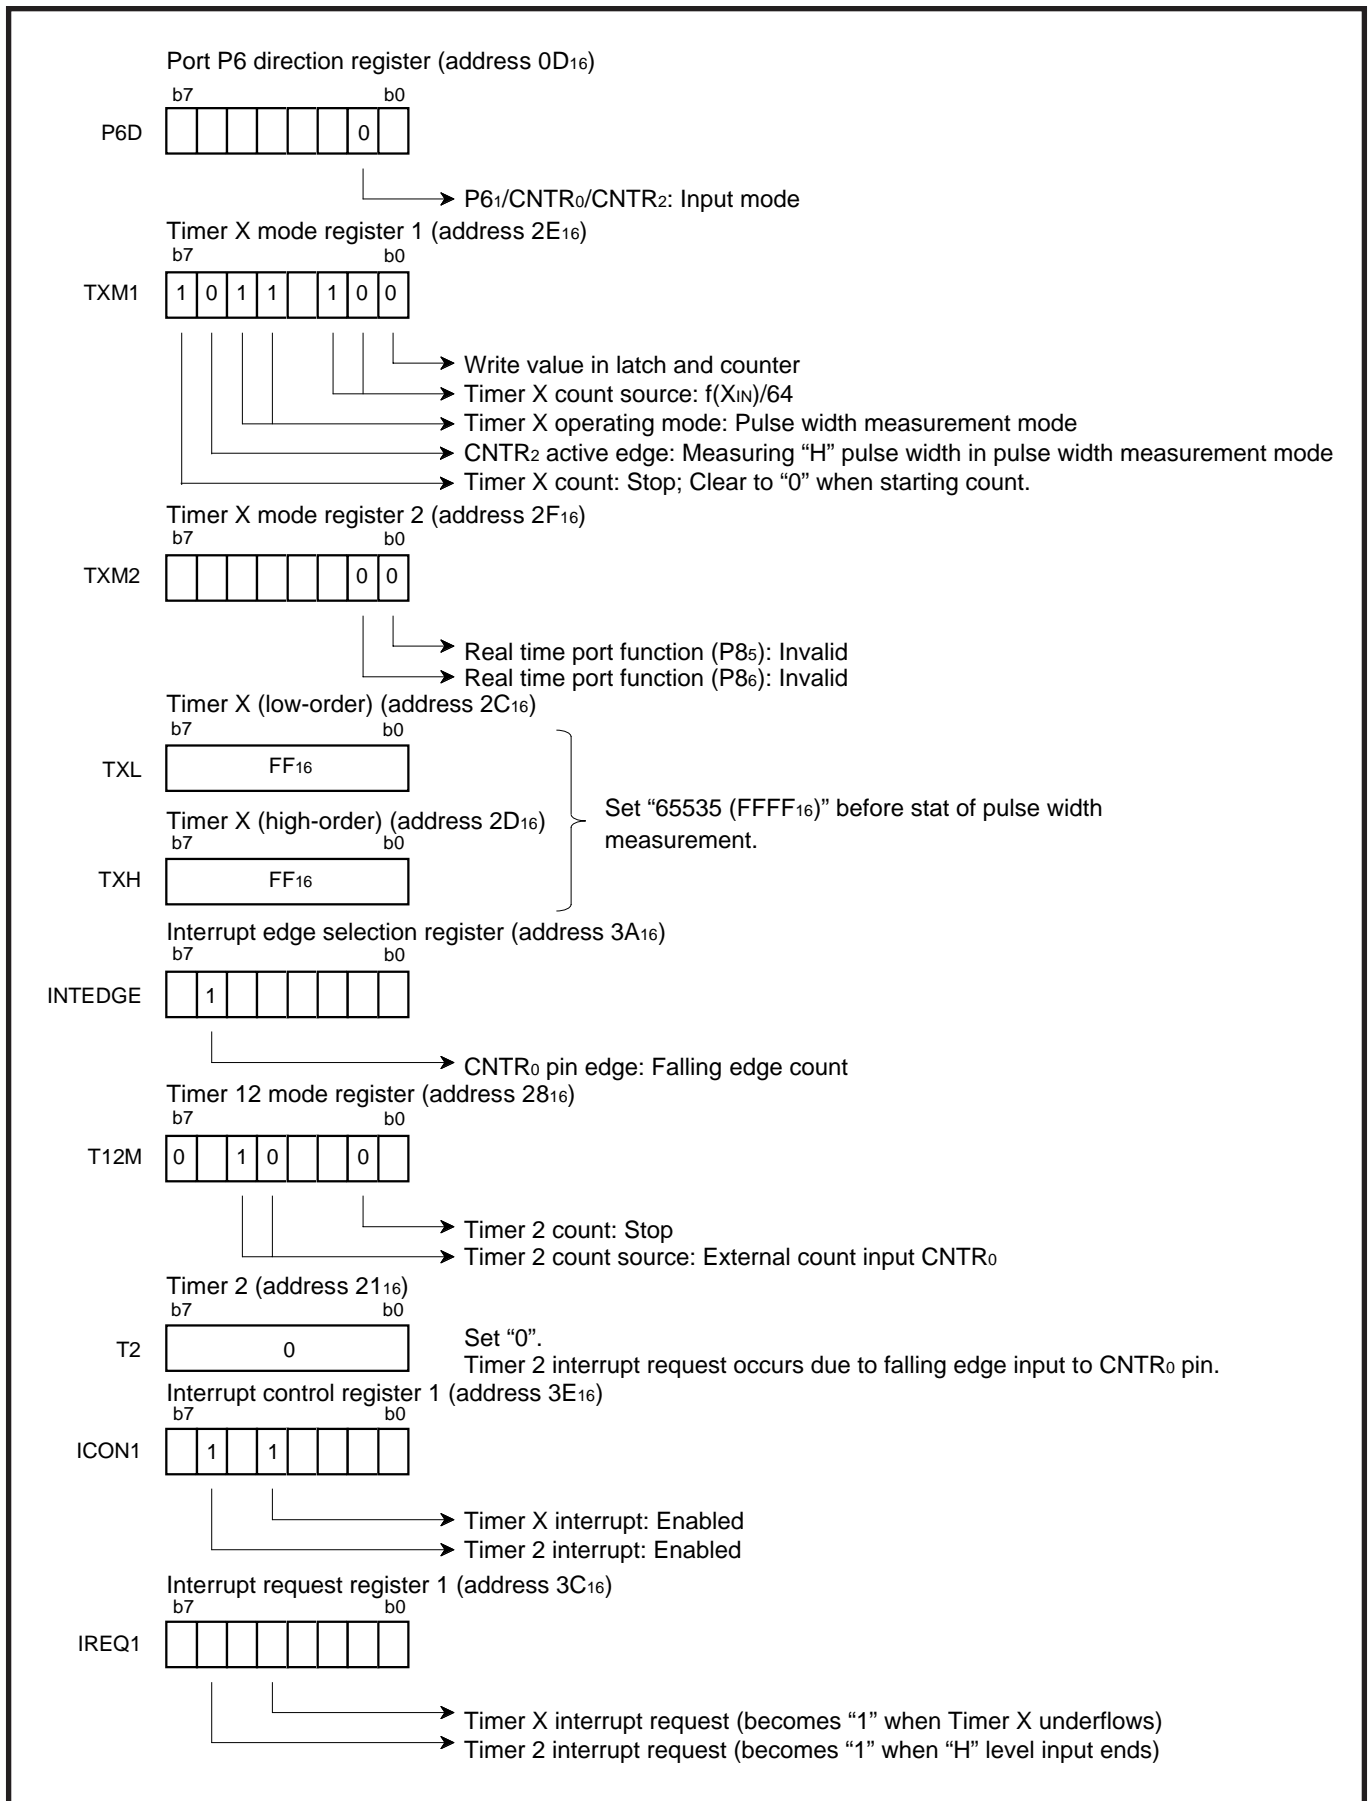 Port P6 direction register (address 0D16)
b7 b0
P6D 0
P61/CNTR0/CNTR2: Input mode
Timer X mode register 1 (address 2E16)
b7 b0
TXM1 1 0 1 1 1 0 0
Write value in latch and counter
Timer X count source: f(XIN)/64
Timer X operating mode: Pulse width measurement mode
CNTR2 active edge: Measuring “H” pulse width in pulse width measurement mode
Timer X count: Stop; Clear to “0” when starting count.
Timer X mode register 2 (address 2F16)
b7 b0
TXM2 0 0
Real time port function (P85): Invalid
Real time port function (P86): Invalid
Timer X (low-order) (address 2C16)
b7 b0
TXL FF16
Set “65535 (FFFF16)” before stat of pulse width
measurement.
Timer X (high-order) (address 2D16)
b7 b0
TXH FF16
Interrupt edge selection register (address 3A16)
b7 b0
INTEDGE 1
CNTR0 pin edge: Falling edge count
Timer 12 mode register (address 2816)
b7 b0
T12M 0 1 0 0
Timer 2 count: Stop
Timer 2 count source: External count input CNTR0
Timer 2 (address 2116)
b7 b0
T2 0
Set “0”.
Timer 2 interrupt request occurs due to falling edge input to CNTR0 pin.
Interrupt control register 1 (address 3E16)
b7 b0
ICON1 1 1
Timer X interrupt: Enabled
Timer 2 interrupt: Enabled
Interrupt request register 1 (address 3C16)
b7 b0
IREQ1
Timer X interrupt request (becomes “1” when Timer X underflows)
Timer 2 interrupt request (becomes “1” when “H” level input ends)